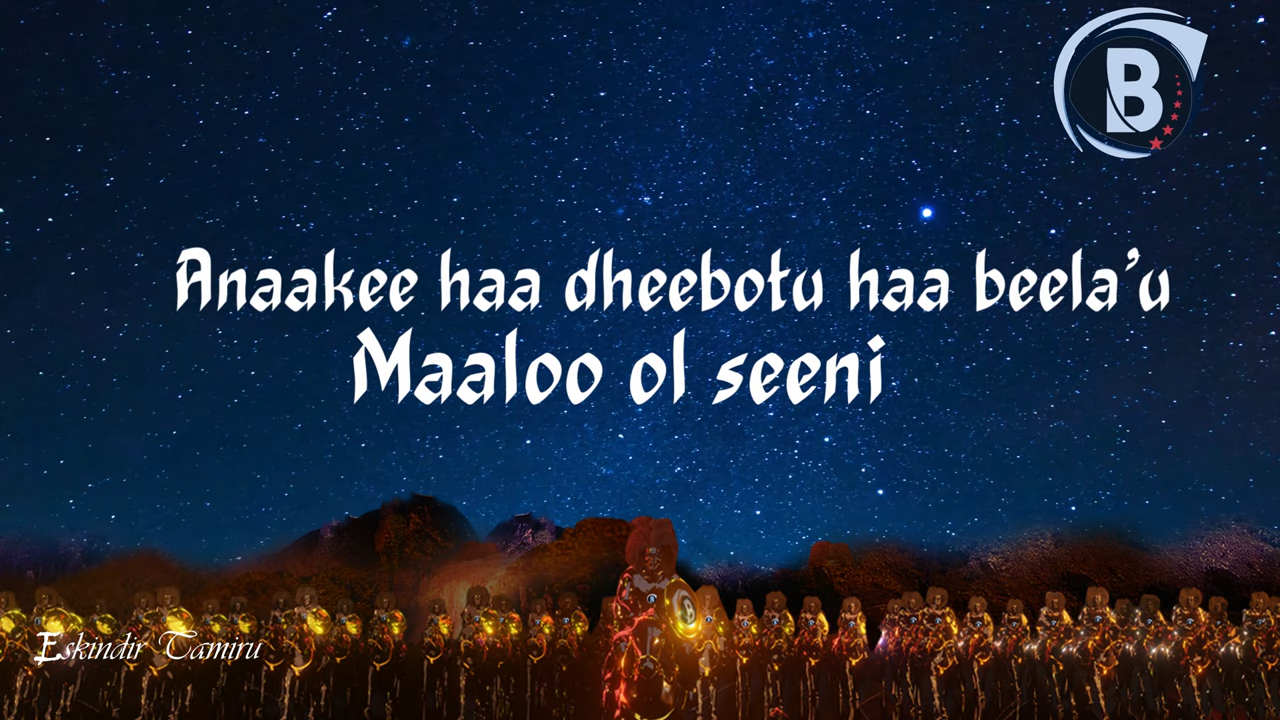 B
Anaakee haa dheebotu haa beela’u
Maaloo ol seeni
Eskindir Tamiru